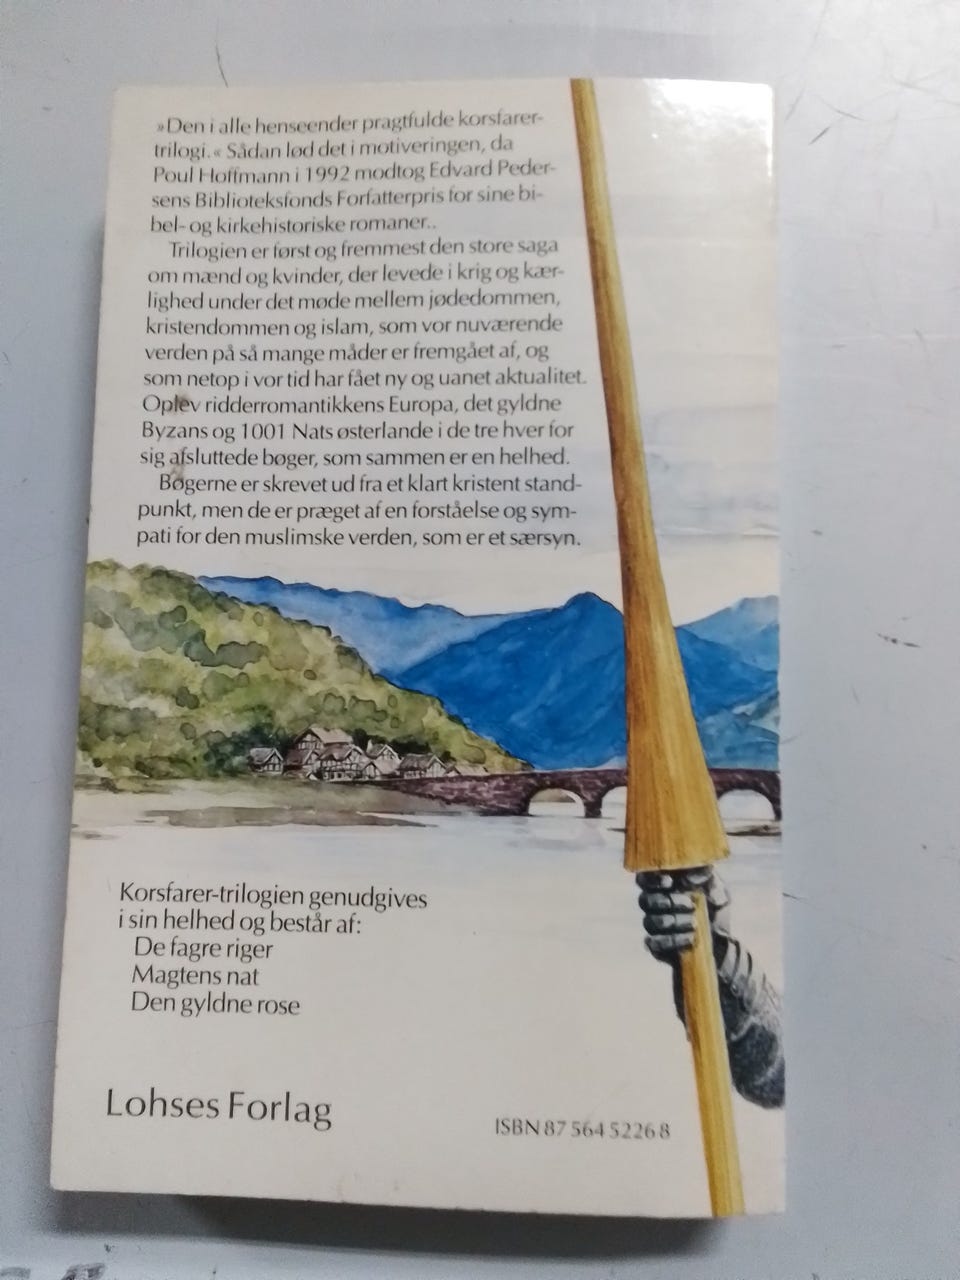 »Den i alle henseender pragtfulde korsfarer-
trilogi.« Sådan lød det i motiveringen, da
Poul Hoffmann i 1992 modtog Edvard Peder-
sens Biblioteksfonds Forfatterpris for sine bi-
bel- og kirkehistoriske romaner..
Trilogien er først og fremmest den store saga
om mænd og kvinder, der levede i krig og kær-
lighed under det møde mellem jødedommen,
kristendommen og islam, som vor nuværende
verden på så mange måder er fremgået af, og
som netop i vor tid har fået ny og uanet aktualitet.
Oplev ridderromantikkens Europa, det gyldne
Byzans og 1001 Nats østerlande i de tre hver for
sig afsluttede bøger, som sammen er en helhed.
Bøgerne er skrevet ud fra et klart kristent stand-
punkt, men de er præget af en forståelse og sym-
pati for den muslimske verden, som er et særsyn.
Korsfarer-trilogien genudgives
i sin helhed og består af:
De fagre riger
Magtens nat
Den gyldne rose
Lohses Forlag
ISBN 87 564 5226 8